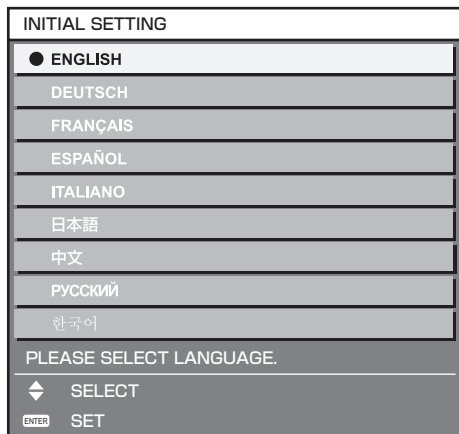 INITIAL SETTING
ENGLISH
DEUTSCH
FRANÇAIS
ESPAÑOL
ITALIANO
日本語
中文
РУССКИЙ
한국어
PLEASE SELECT LANGUAGE.
SELECT
ENTER SET